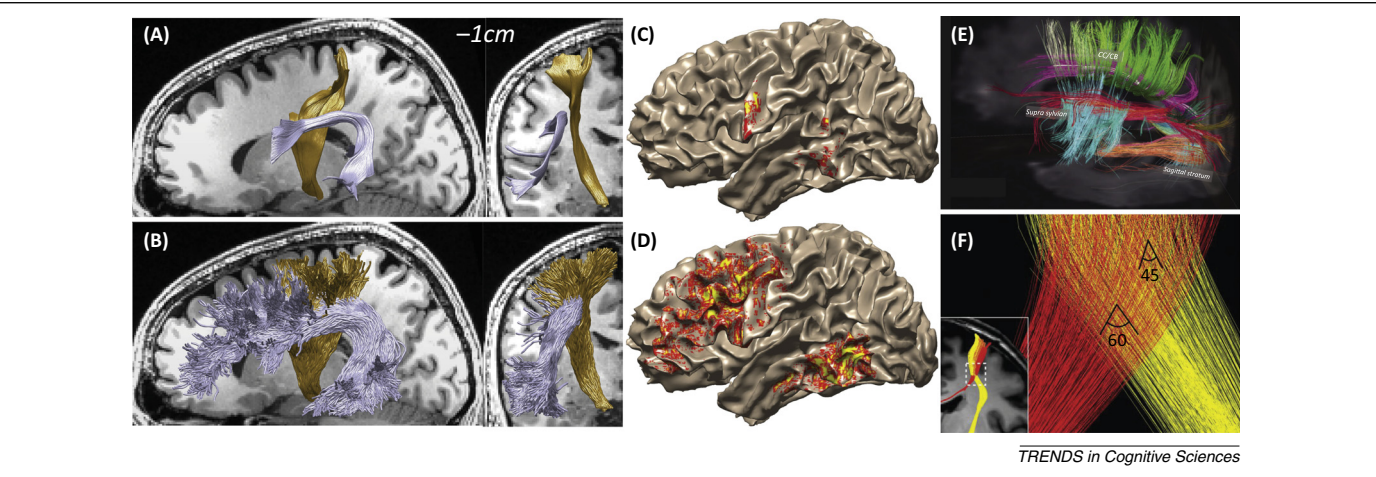 (A)
−1cm
(B)
(C)
(D)
(E)
CC/CB
Supra sylvian
Sagittal stratum
(F)
45
60
TRENDS in Cognitive Sciences